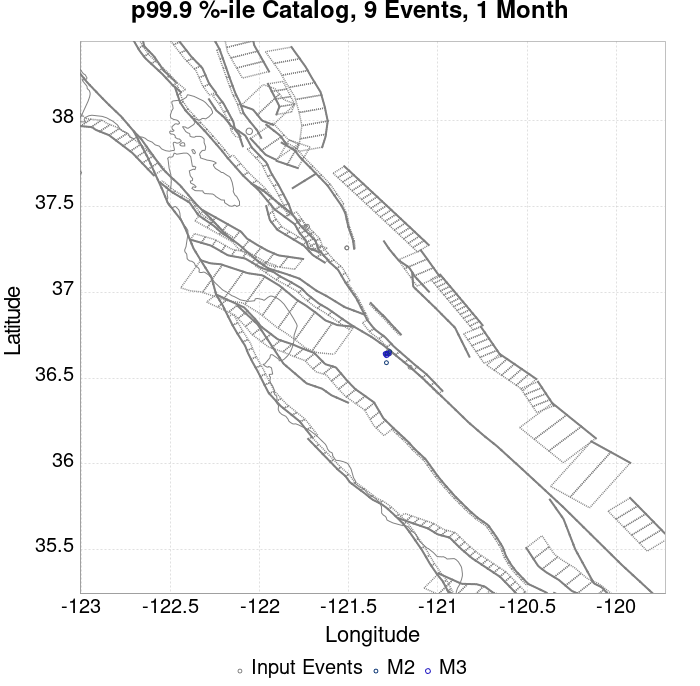 p99.9 %-ile Catalog, 9 Events, 1 Month
38
37.5
37
36.5
36
35.5
Latitude
-123
-122.5
-122
-121.5
-121
-120.5
-120
Longitude
Input Events
M2
M3